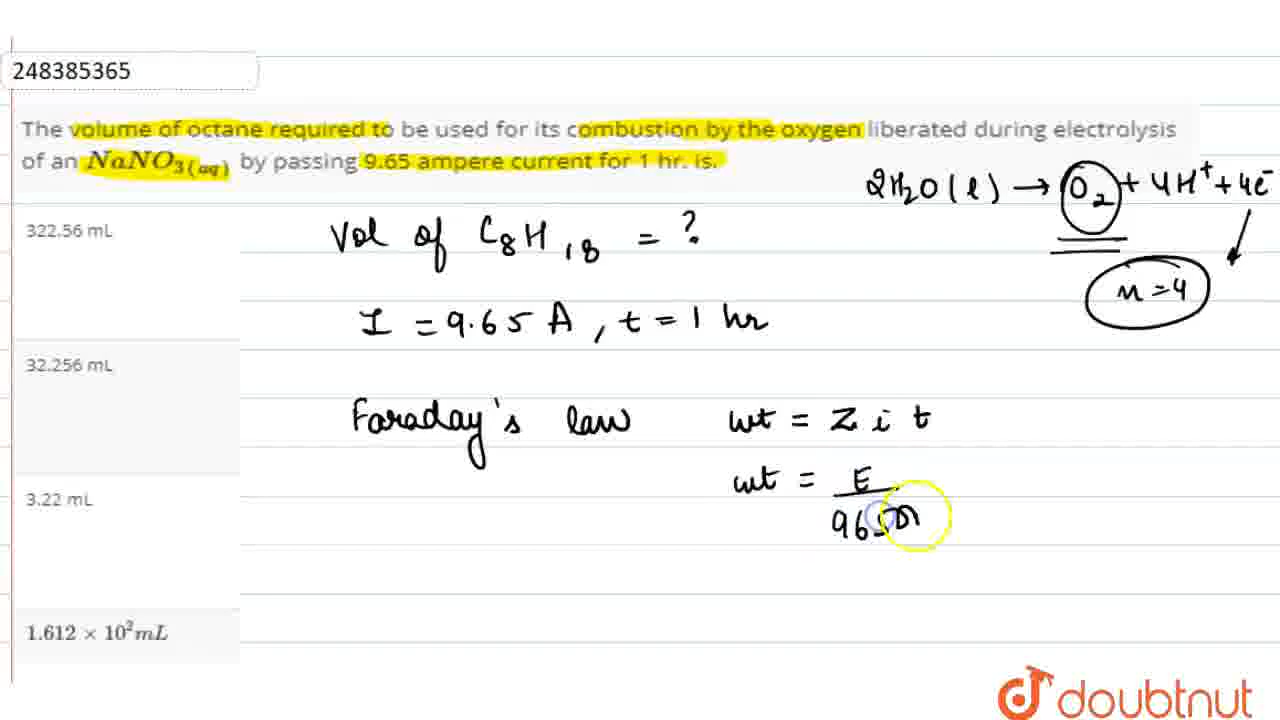 248385365
The volume of octane required to be used for its combustion by the oxygen liberated during electrolysis
of an NaNO3(aq) by passing 9.65 ampere current for 1 hr. is.
2H2O(l) → O2 + 4H+ + 4e-
n = 4
322.56 mL
Vol of C8H18 = ?
I = 9.65 A, t = 1 hr
32.256 mL
Faraday's law wt = Z i t
wt = E
3.22 mL
1.612 × 10² mL
doubtnut